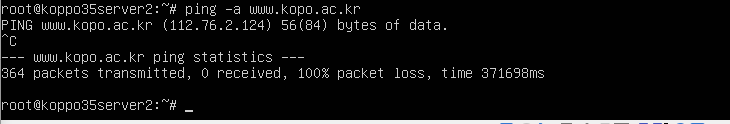 root@koppo35server2:~# ping -a www.kopo.ac.kr
PING www.kopo.ac.kr (112.76.2.124) 56(84) bytes of data.
^C
--- www.kopo.ac.kr ping statistics ---
364 packets transmitted, 0 received, 100% packet loss, time 371698ms
root@koppo35server2:~# _